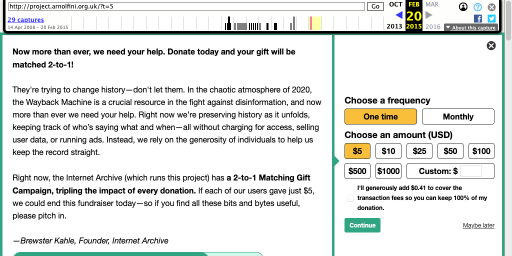 http://project.arnolfini.org.uk/?t=5
Go
OCT
FEB
MAR
20
29 captures
14 Apr 2008 - 20 Feb 2015
2013
2015
2016
About this capture
Now more than ever, we need your help. Donate today and your gift will be
matched 2-to-1!
They're trying to change history—don't let them. In the chaotic atmosphere of 2020,
the Wayback Machine is a crucial resource in the fight against disinformation, and now
more than ever we need your help. Right now we're preserving history as it unfolds,
keeping track of who's saying what and when—all without charging for access, selling
user data, or running ads. Instead, we rely on the generosity of individuals to help us
keep the record straight.
Right now, the Internet Archive (which runs this project) has a 2-to-1 Matching Gift
Campaign, tripling the impact of every donation. If each of our users gave just $5,
we could end this fundraiser today—so if you find all these bits and bytes useful,
please pitch in.
—Brewster Kahle, Founder, Internet Archive
Choose a frequency
One time
Monthly
Choose an amount (USD)
$5
$10
$25
$50
$100
$500
$1000
Custom: $
I'll generously add $0.41 to cover the
transaction fees so you can keep 100% of my
donation.
Continue
Maybe later